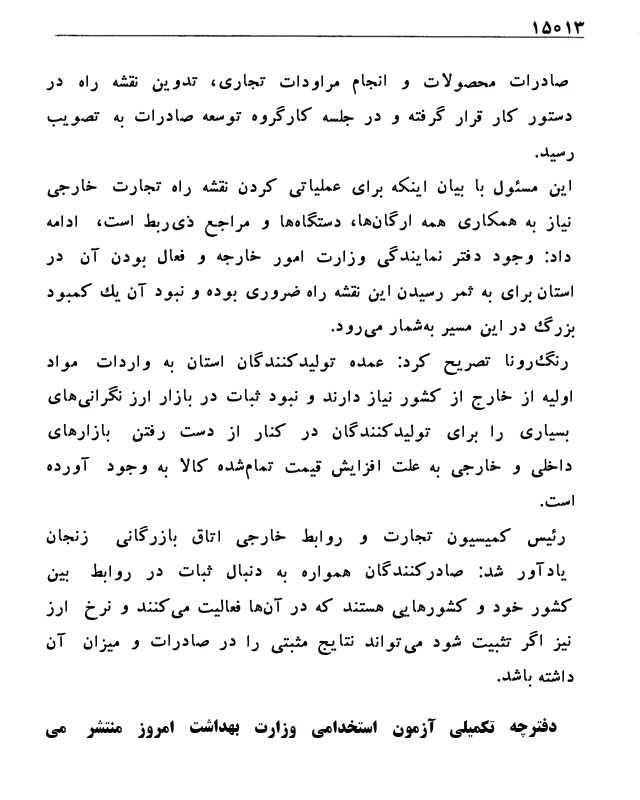 ۱۵۰۱۳
صادرات محصولات و انجام مراودات تجاری، تدوین نقشه راه در
دستور کار قرار گرفته و در جلسه کارگروه توسعه صادرات به تصویب
رسید.
این مسئول با بیان اینکه برای عملیاتی کردن نقشه راه تجارت خارجی
نیاز به همکاری همه ارگان‌ها، دستگاه‌ها و مراجع ذی‌ربط است، ادامه
داد: وجود دفتر نمایندگی وزارت امور خارجه و فعال بودن آن در
استان برای به ثمر رسیدن این نقشه راه ضروری بوده و نبود آن یك کمبود
بزرگ در این مسیر به‌شمار می‌رود.
رنگ‌رونا تصریح کرد: عمده تولیدکنندگان استان به واردات مواد
اولیه از خارج از کشور نیاز دارند و نبود ثبات در بازار ارز نگرانی‌های
بسیاری را برای تولیدکنندگان در کنار از دست رفتن بازارهای
داخلی و خارجی به علت افزایش قیمت تمام‌شده کالا به وجود آورده
است.
رئیس کمیسیون تجارت و روابط خارجی اتاق بازرگانی زنجان
یادآور شد: صادرکنندگان همواره به دنبال ثبات در روابط بین
کشور خود و کشورهایی هستند که در آن‌ها فعالیت می‌کنند و نرخ ارز
نیز اگر تثبیت شود می‌تواند نتایج مثبتی را در صادرات و میزان آن
داشته باشد.
دفترچه تکمیلی آزمون استخدامی وزارت بهداشت امروز منتشر می